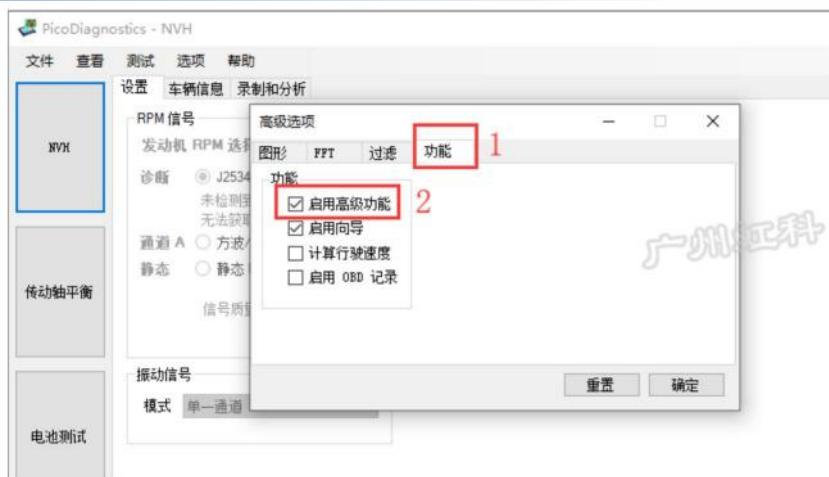 PicoDiagnostics - NVH
文件 查看 测试 选项 帮助
设置 车辆信息 录制和分析
NVH
传动轴平衡
电池测试
RPM 信号
发动机 RPM 选择
诊断 J2534
未检测到
无法获取
通道 A 方波/
静态 静态
信号质量
振动信号
模式 单一通道
高级选项
图形 FFT 过滤 功能 1
功能
启用高级功能 2
启用向导
计算行驶速度
启用 OBD 记录
重置 确定
广州虹科